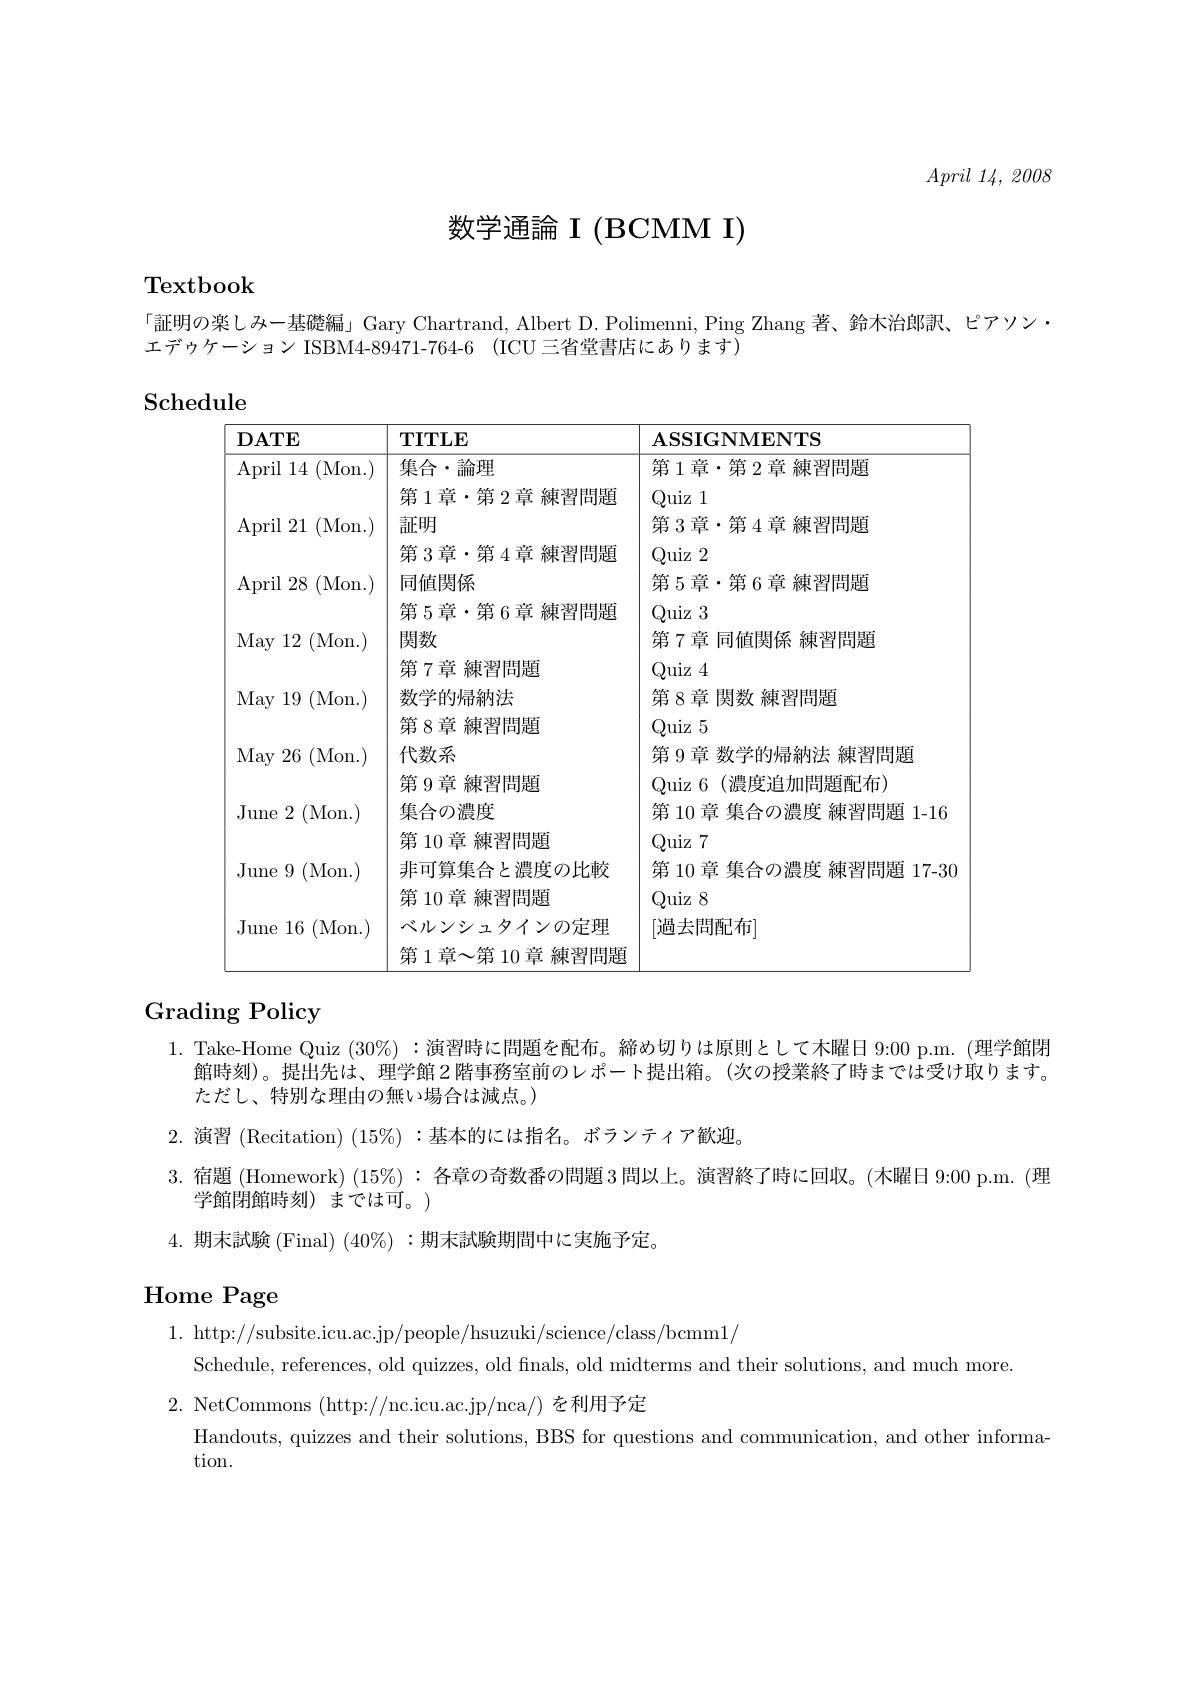 April 14, 2008
数学通論 I (BCMM I)
Textbook
「証明の楽しみー基礎編」Gary Chartrand, Albert D. Polimenni, Ping Zhang 著、鈴木治郎訳、ピアソン・
エデゥケーション ISBM4-89471-764-6 （ICU 三省堂書店にあります）
Schedule
DATE TITLE ASSIGNMENTS
April 14 (Mon.) 集合・論理 第 1 章・第 2 章 練習問題
第 1 章・第 2 章 練習問題 Quiz 1
April 21 (Mon.) 証明 第 3 章・第 4 章 練習問題
第 3 章・第 4 章 練習問題 Quiz 2
April 28 (Mon.) 同値関係 第 5 章・第 6 章 練習問題
第 5 章・第 6 章 練習問題 Quiz 3
May 12 (Mon.) 関数 第 7 章 同値関係 練習問題
第 7 章 練習問題 Quiz 4
May 19 (Mon.) 数学的帰納法 第 8 章 関数 練習問題
第 8 章 練習問題 Quiz 5
May 26 (Mon.) 代数系 第 9 章 数学的帰納法 練習問題
第 9 章 練習問題 Quiz 6（濃度追加問題配布）
June 2 (Mon.) 集合の濃度 第 10 章 集合の濃度 練習問題 1-16
第 10 章 練習問題 Quiz 7
June 9 (Mon.) 非可算集合と濃度の比較 第 10 章 集合の濃度 練習問題 17-30
第 10 章 練習問題 Quiz 8
June 16 (Mon.) ベルンシュタインの定理 [過去問配布]
第 1 章〜第 10 章 練習問題
Grading Policy
1. Take-Home Quiz (30%) ：演習時に問題を配布。締め切りは原則として木曜日 9:00 p.m. (理学館閉
館時刻)。提出先は、理学館２階事務室前のレポート提出箱。（次の授業終了時までは受け取ります。
ただし、特別な理由の無い場合は減点。）
2. 演習 (Recitation) (15%) ：基本的には指名。ボランティア歓迎。
3. 宿題 (Homework) (15%) ： 各章の奇数番の問題 3 問以上。演習終了時に回収。(木曜日 9:00 p.m. (理
学館閉館時刻）までは可。)
4. 期末試験 (Final) (40%) ：期末試験期間中に実施予定。
Home Page
1. http://subsite.icu.ac.jp/people/hsuzuki/science/class/bcmm1/
Schedule, references, old quizzes, old finals, old midterms and their solutions, and much more.
2. NetCommons (http://nc.icu.ac.jp/nca/) を利用予定
Handouts, quizzes and their solutions, BBS for questions and communication, and other informa-
tion.